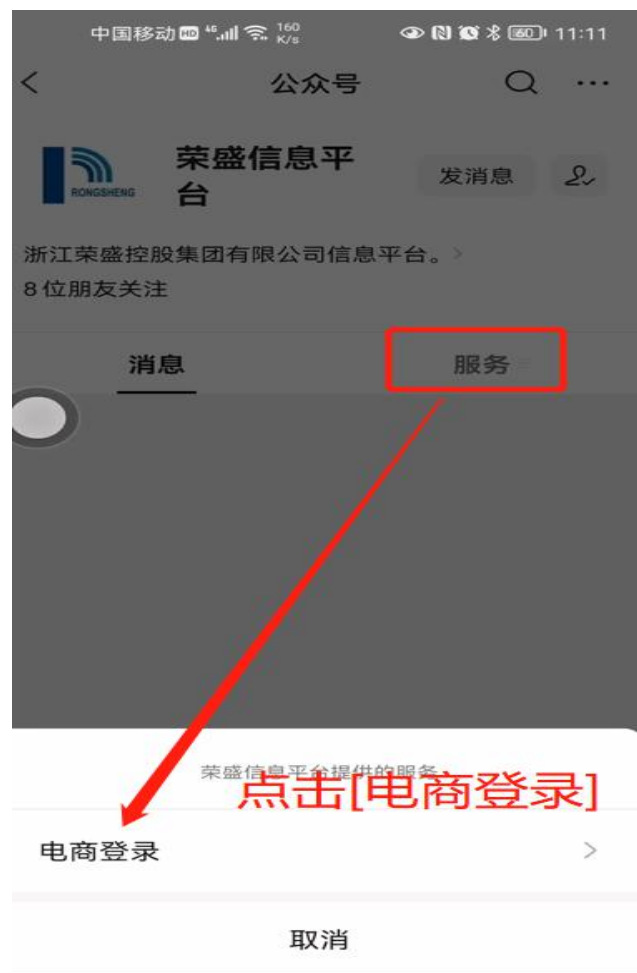 中国移动 HD 4G 160 K/s 60 11:11
公众号
RONGSHENG
荣盛信息平台
发消息
浙江荣盛控股集团有限公司信息平台。
8位朋友关注
消息 服务
荣盛信息平台提供的服务
点击[电商登录]
电商登录
取消